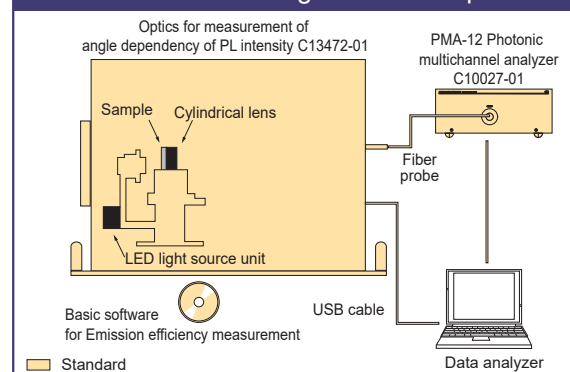 Optics for measurement of
angle dependency of PL intensity C13472-01
PMA-12 Photonic
multichannel analyzer
C10027-01
Sample
Cylindrical lens
Fiber
probe
LED light source unit
Basic software
for Emission efficiency measurement
USB cable
Data analyzer
Standard